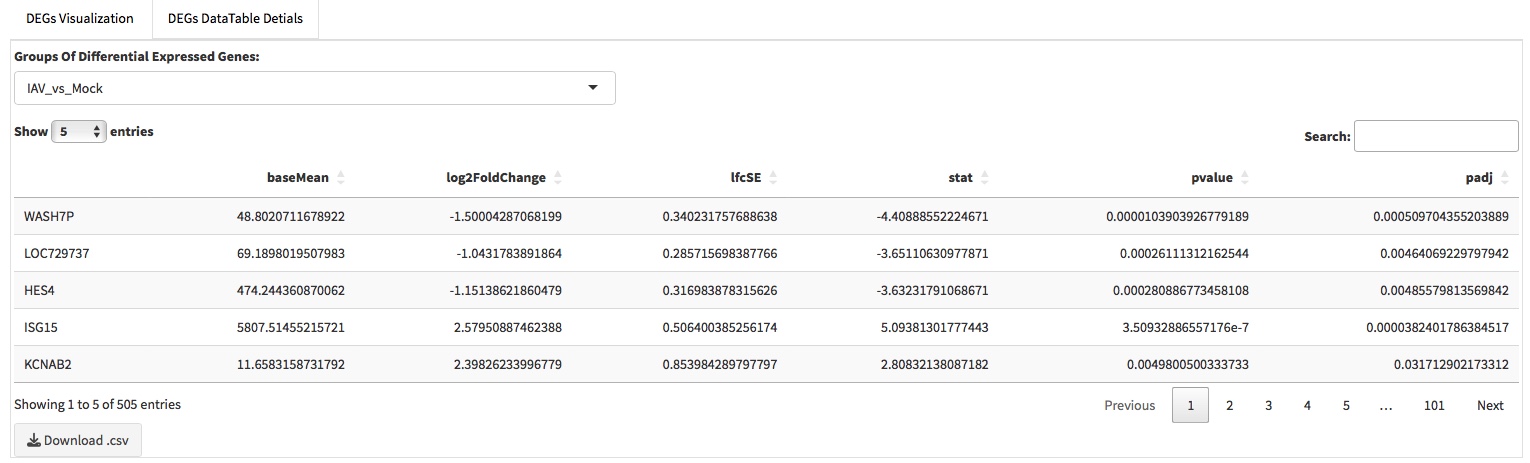 DEGs Visualization DEGs DataTable Detials
Groups Of Differential Expressed Genes:
IAV_vs_Mock
Show 5 entries Search:
baseMean log2FoldChange lfcSE stat pvalue padj
WASH7P 48.8020711678922 -1.50004287068199 0.340231757688638 -4.40888552224671 0.0000103903926779189 0.000509704355203889
LOC729737 69.1898019507983 -1.0431783891864 0.285715698387766 -3.65110630977871 0.00026111312162544 0.00464069229797942
HES4 474.244360870062 -1.15138621860479 0.316983878315626 -3.63231791068671 0.000280886773458108 0.00485579813569842
ISG15 5807.51455215721 2.57950887462388 0.506400385256174 5.09381301777443 3.50932886557176e-7 0.0000382401786384517
KCNAB2 11.6583158731792 2.39826233996779 0.853984289797797 2.80832138087182 0.0049800500333733 0.031712902173312
Showing 1 to 5 of 505 entries Previous 1 2 3 4 5 … 101 Next
Download .csv